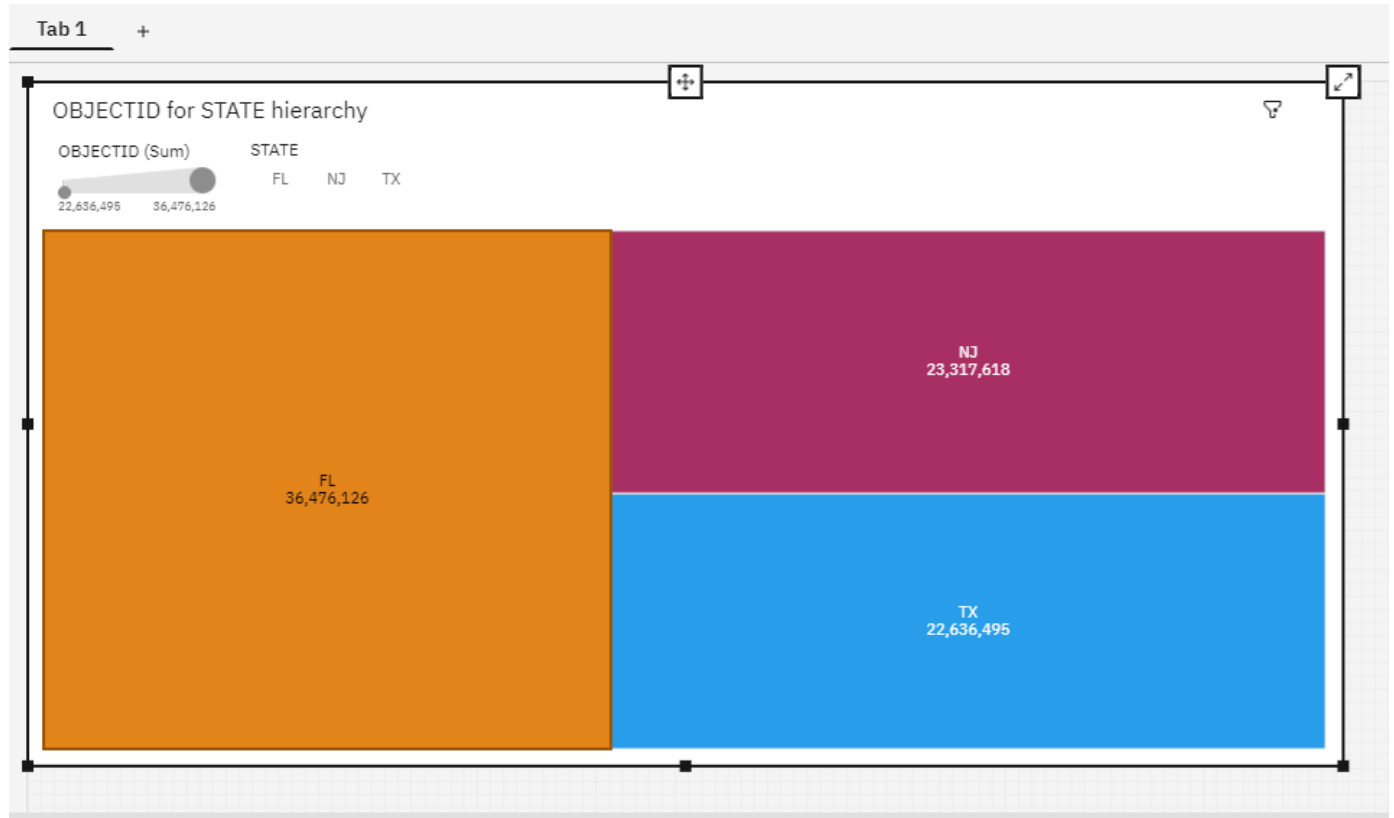 Tab 1 +
OBJECTID for STATE hierarchy
OBJECTID (Sum) STATE
FL NJ TX
22,636,495 36,476,126
NJ
23,317,618
FL
36,476,126
TX
22,636,495